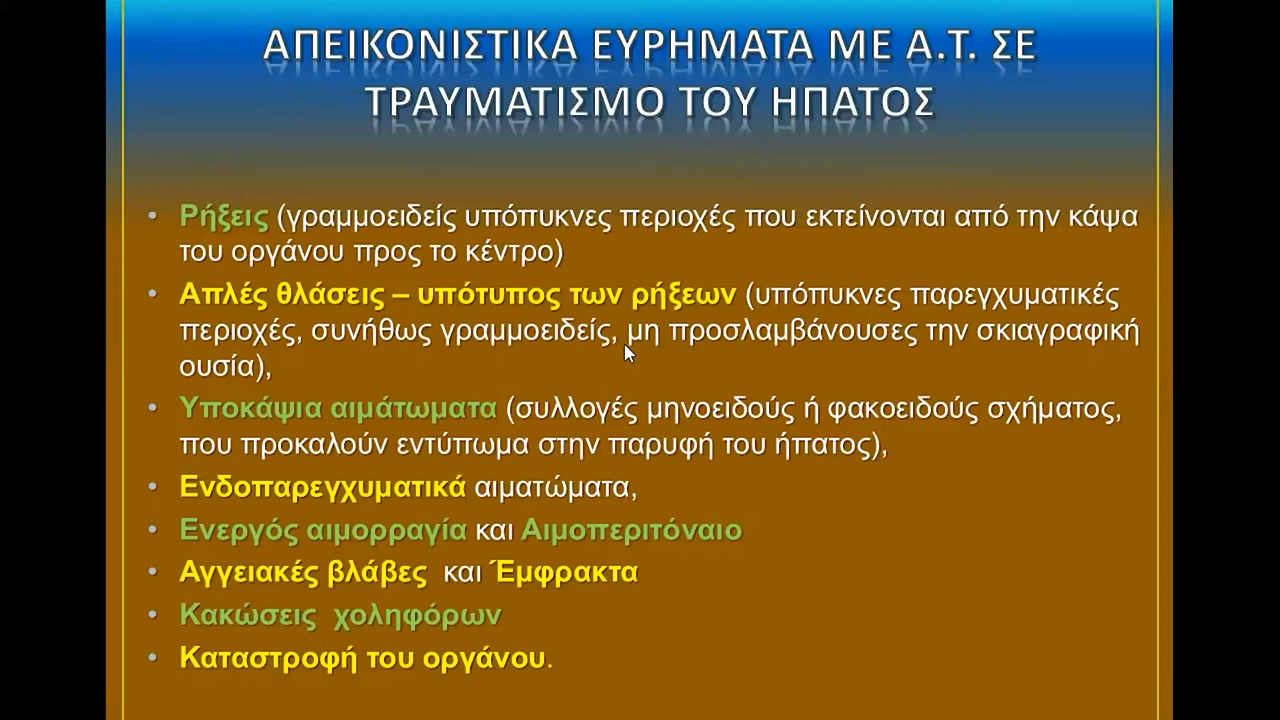 ΑΠΕΙΚΟΝΙΣΤΙΚΑ ΕΥΡΗΜΑΤΑ ΜΕ Α.Τ. ΣΕ
ΤΡΑΥΜΑΤΙΣΜΟ ΤΟΥ ΗΠΑΤΟΣ
• Ρήξεις (γραμμοειδείς υπόπυκνες περιοχές που εκτείνονται από την κάψα
του οργάνου προς το κέντρο)
• Απλές θλάσεις – υπότυπος των ρήξεων (υπόπυκνες παρεγχυματικές
περιοχές, συνήθως γραμμοειδείς, μη προσλαμβάνουσες την σκιαγραφική
ουσία),
• Υποκάψια αιμάτωματα (συλλογές μηνοειδούς ή φακοειδούς σχήματος,
που προκαλούν εντύπωμα στην παρυφή του ήπατος),
• Ενδοπαρεγχυματικά αιματώματα,
• Ενεργός αιμορραγία και Αιμοπεριτόναιο
• Αγγειακές βλάβες και Έμφρακτα
• Κακώσεις χοληφόρων
• Καταστροφή του οργάνου.